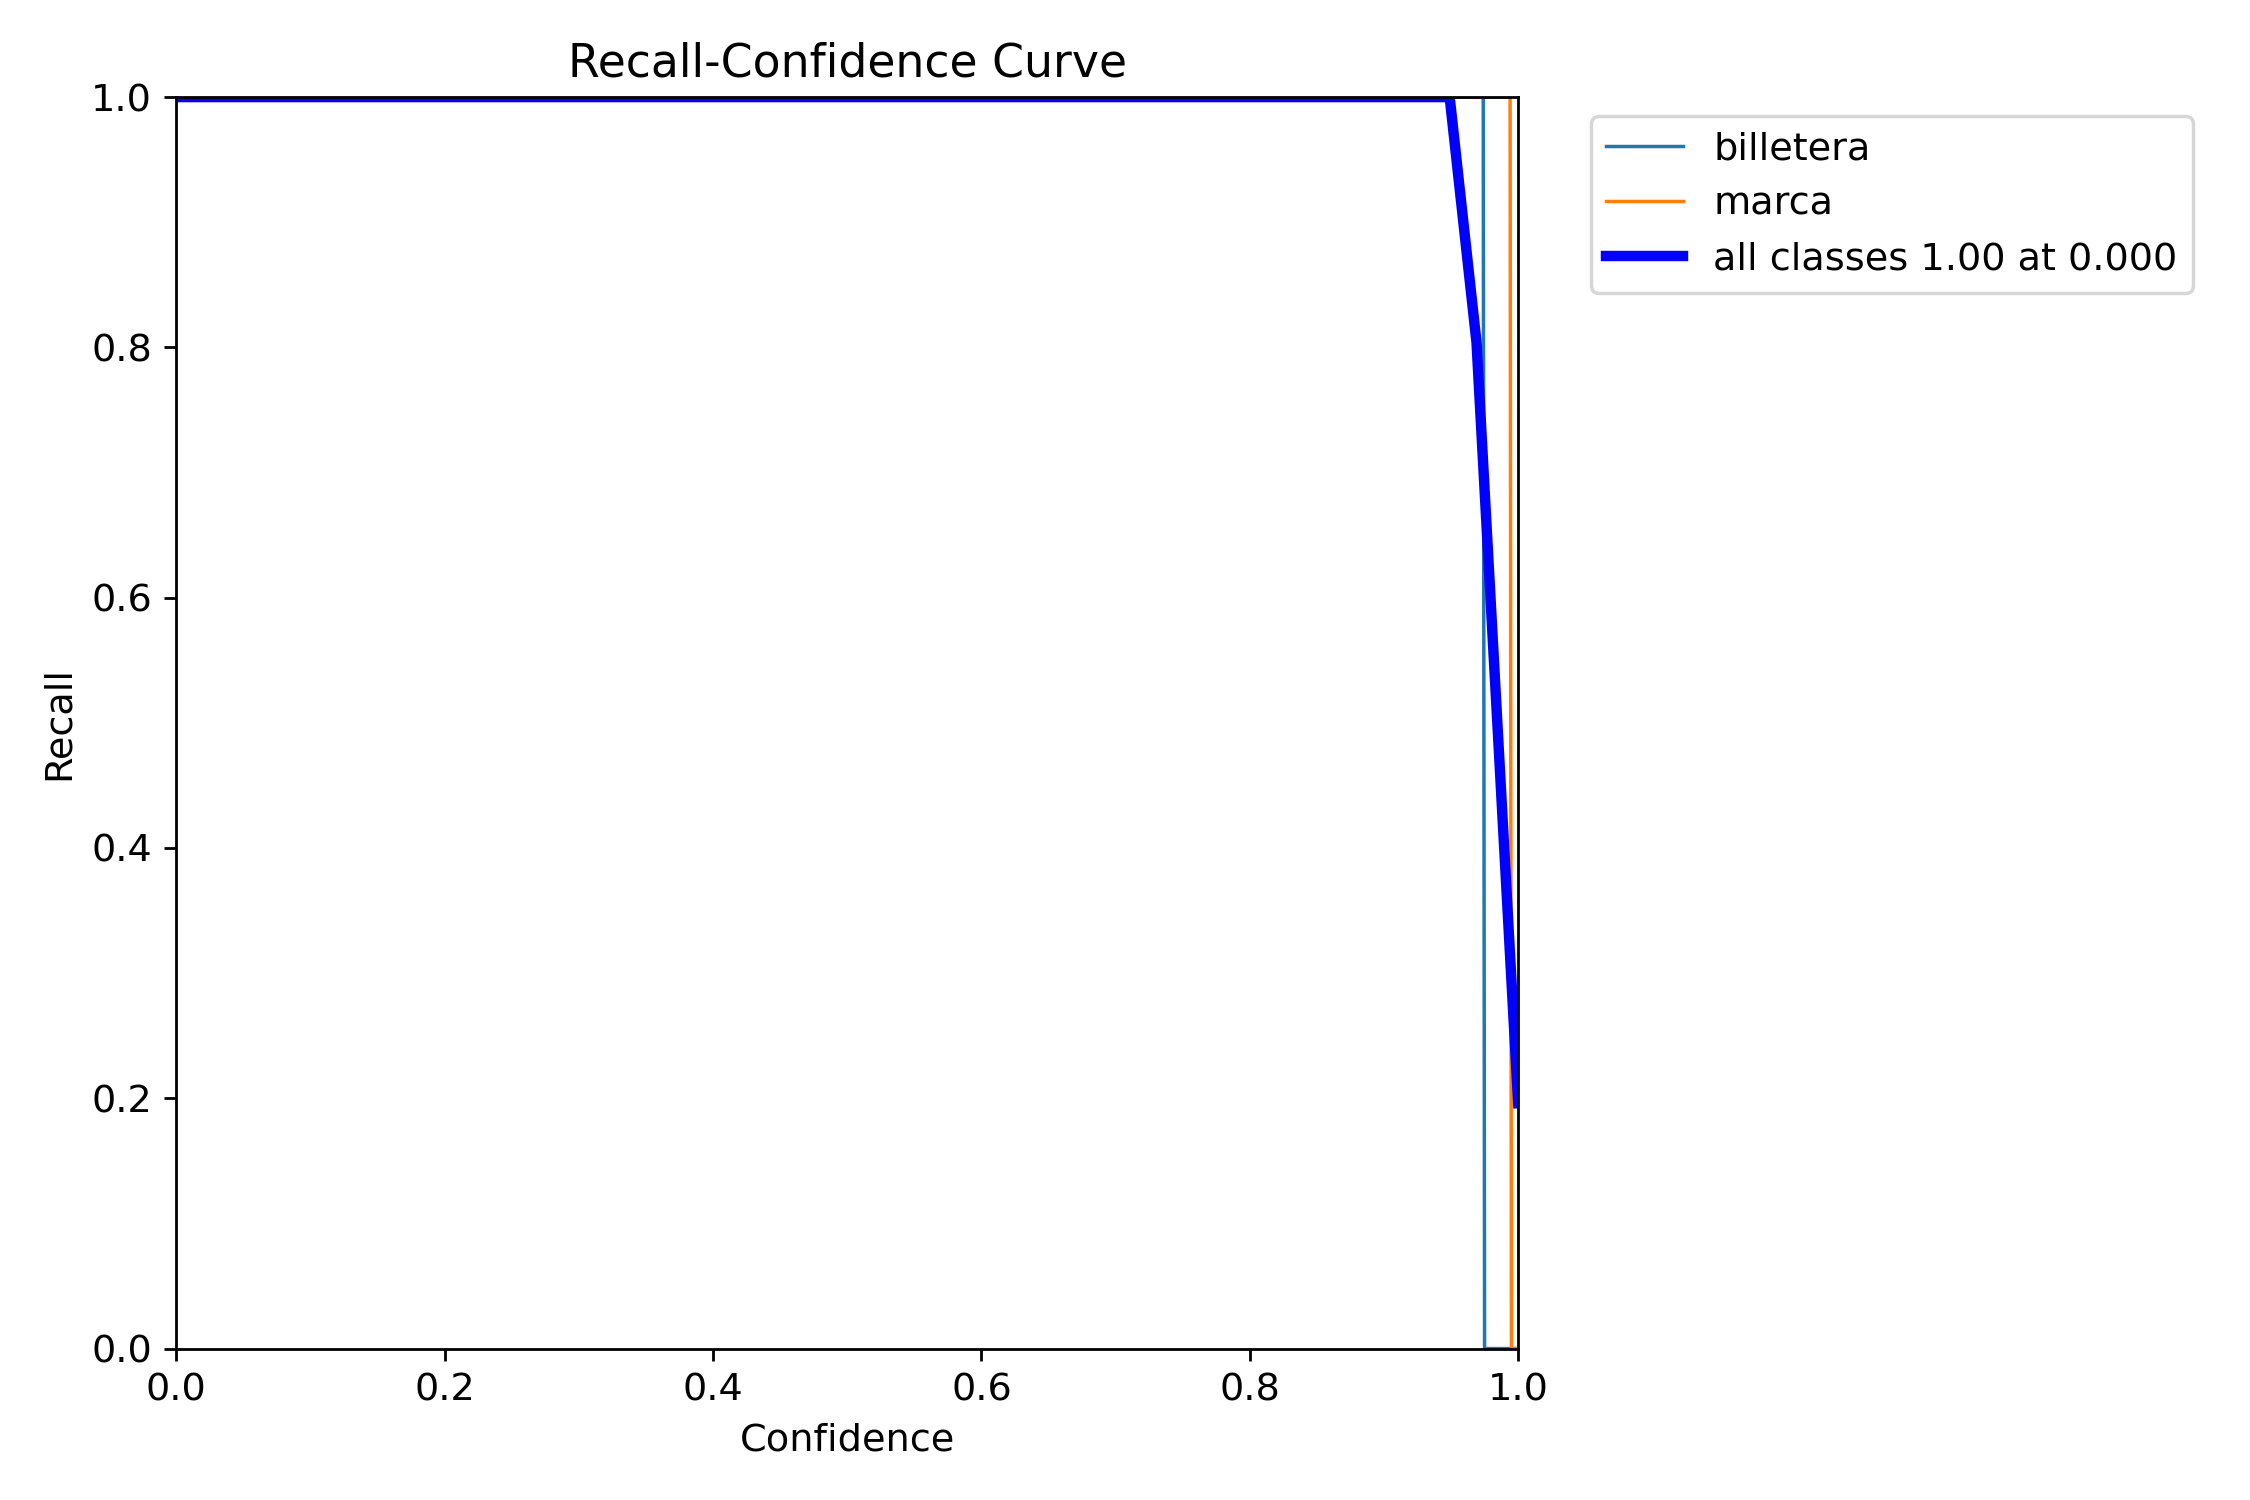 Recall-Confidence Curve
1.0
0.8
0.6
0.4
0.2
0.0
Recall
0.0 0.2 0.4 0.6 0.8 1.0
Confidence
billetera
marca
all classes 1.00 at 0.000